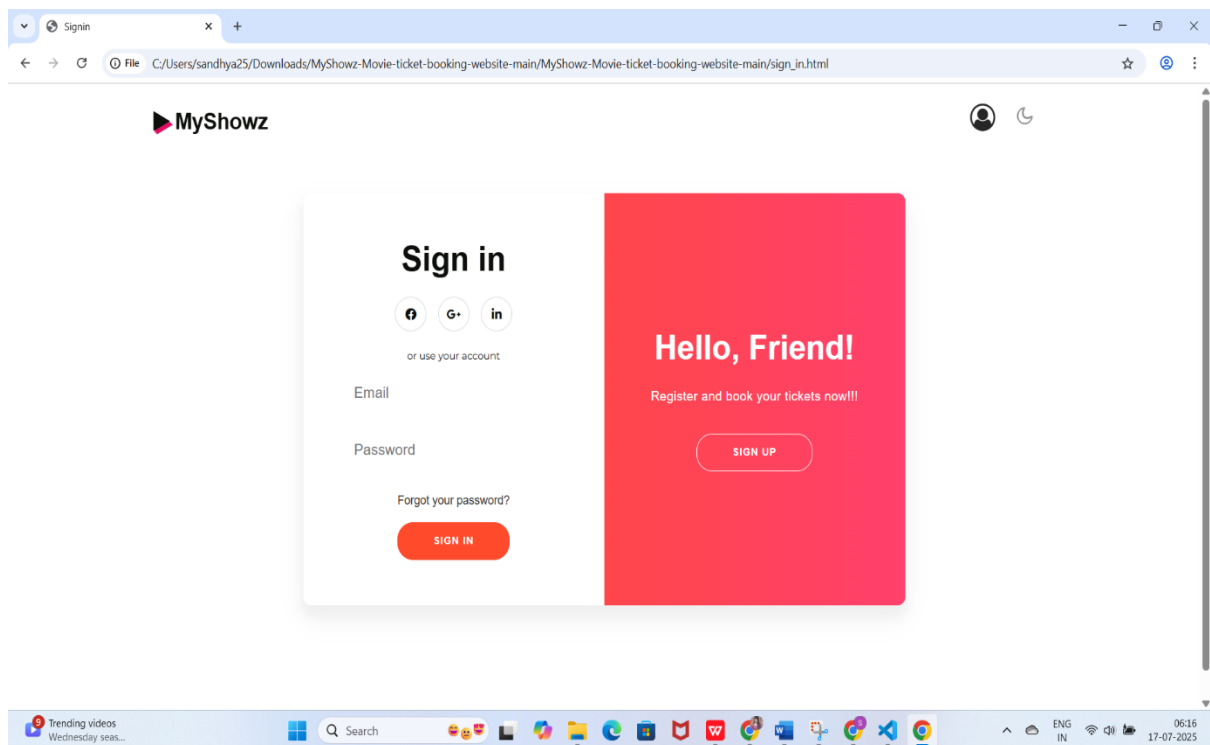 Signin
File C:/Users/sandhya25/Downloads/MyShowz-Movie-ticket-booking-website-main/MyShowz-Movie-ticket-booking-website-main/sign_in.html
MyShowz
Sign in
G+ in
or use your account
Email
Password
Forgot your password?
SIGN IN
Hello, Friend!
Register and book your tickets now!!!
SIGN UP
9
Trending videos
Wednesday seas...
Search
W
W
S
ENG
IN
06:16
17-07-2025